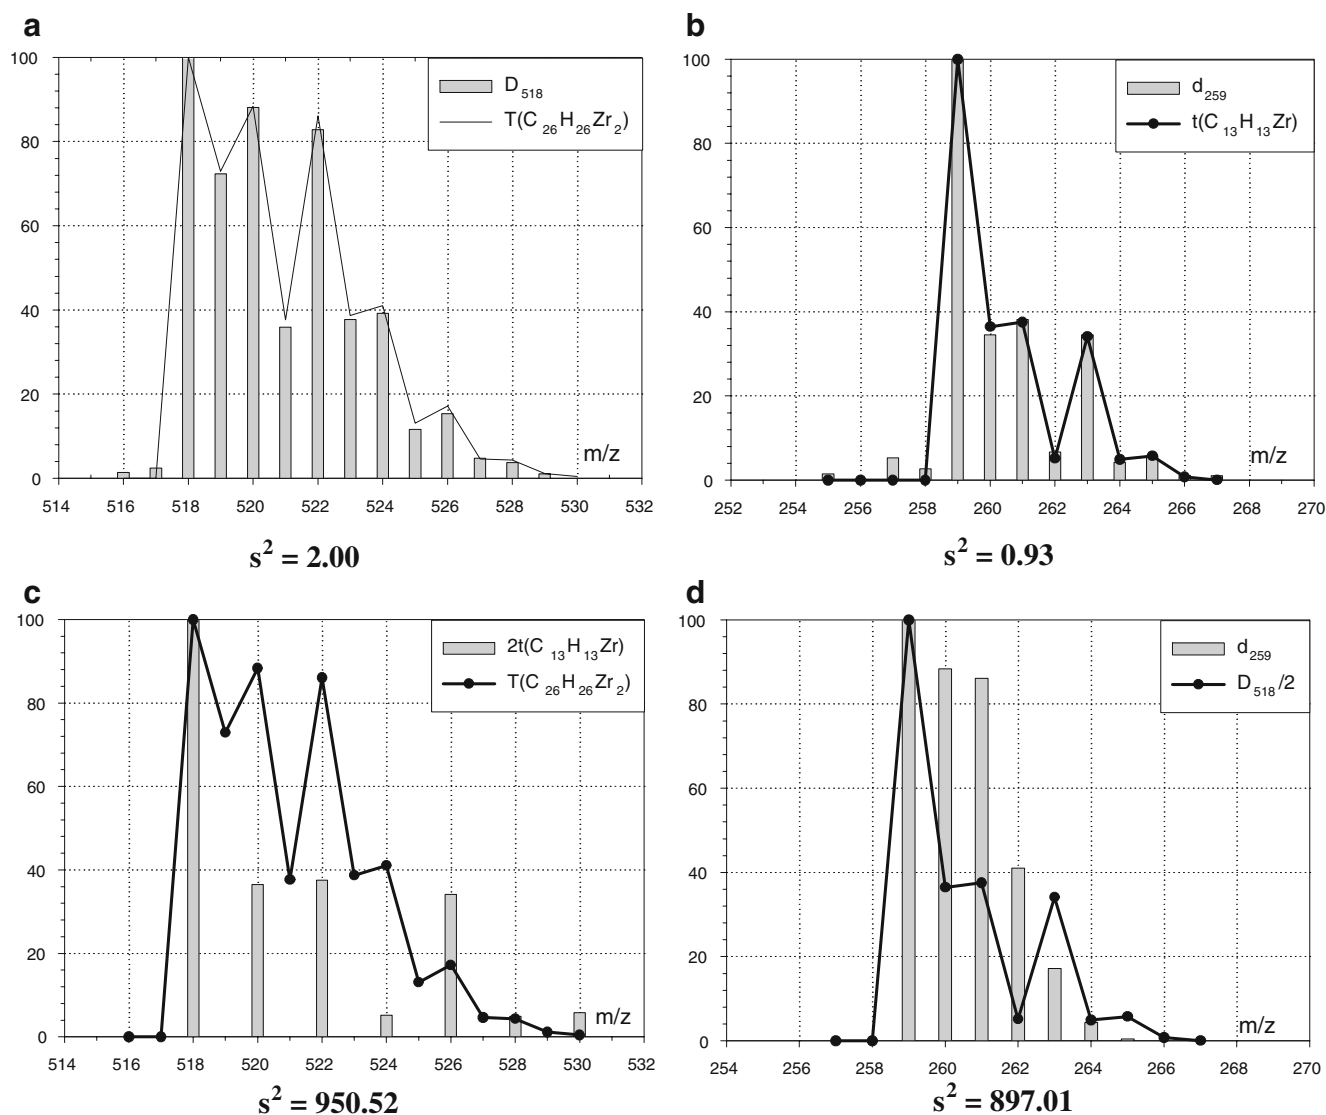 a
100
80
60
40
20
0
D518
T(C26H26Zr2)
m/z
514 516 518 520 522 524 526 528 530 532
s² = 2.00
b
100
80
60
40
20
0
d259
t(C13H13Zr)
m/z
252 254 256 258 260 262 264 266 268 270
s² = 0.93
c
100
80
60
40
20
0
2t(C13H13Zr)
T(C26H26Zr2)
m/z
514 516 518 520 522 524 526 528 530 532
s² = 950.52
d
100
80
60
40
20
0
d259
D518/2
m/z
254 256 258 260 262 264 266 268 270
s² = 897.01